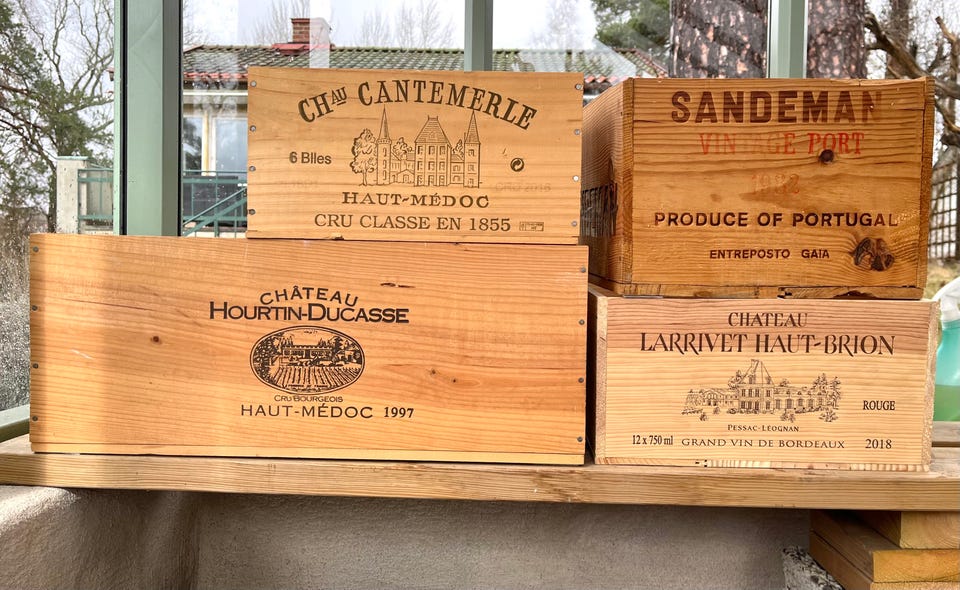 CHAU CANTEMERLE
6 Blles
HAUT-MÉDOC
CRU CLASSE EN 1855
SANDEMAN
VINTAGE PORT
PRODUCE OF PORTUGAL
ENTREPOSTO GAIA
CHÂTEAU
HOURTIN-DUCASSE
CRU BOURGEOIS
HAUT-MÉDOC 1997
CHATEAU
LARRIVET HAUT-BRION
ROUGE
PESSAC-LÉOGNAN
12 x 750 ml GRAND VIN DE BORDEAUX 2018